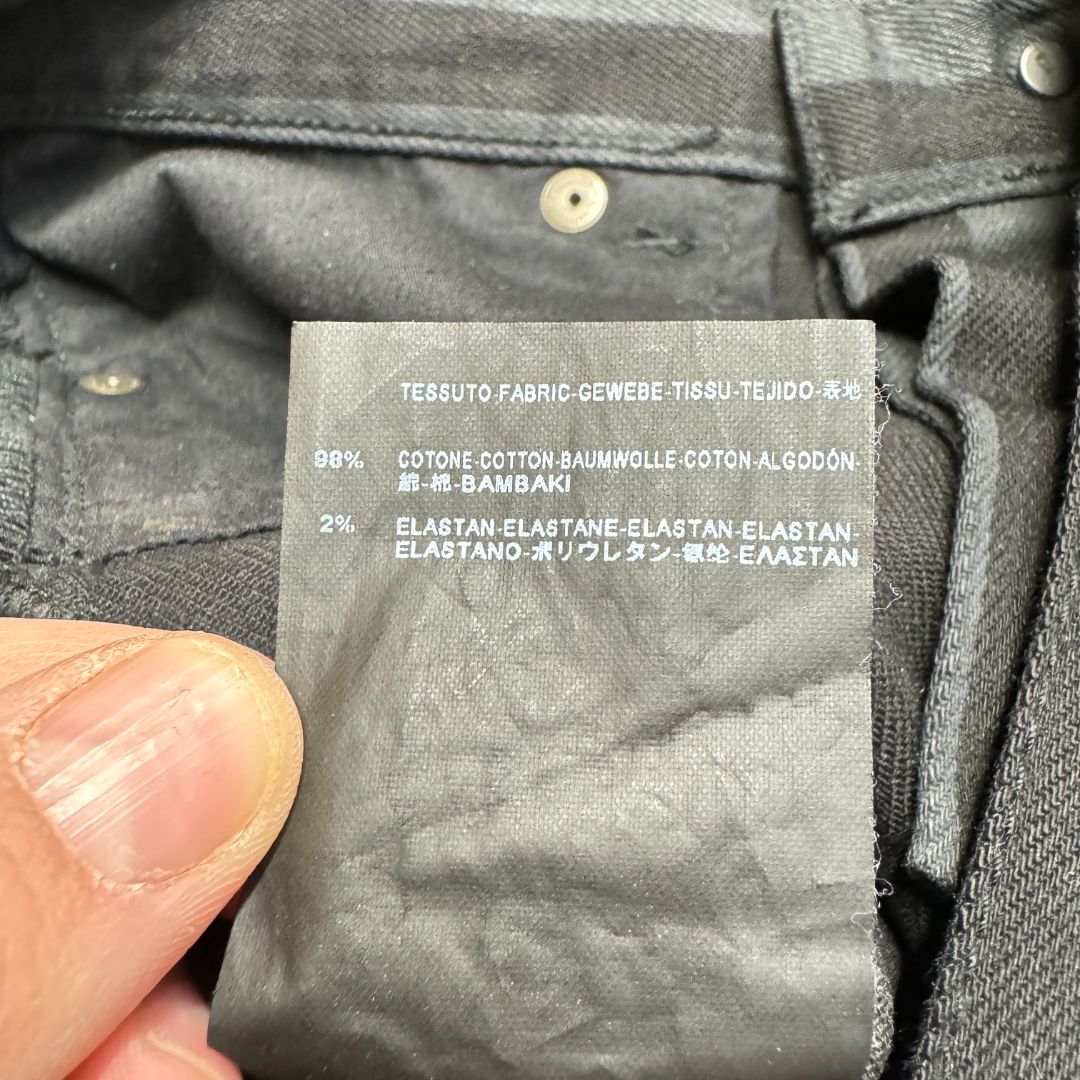 TESSUTO-FABRIC-GEWEBE-TISSU-TEJIDO-表地
98% COTONE-COTTON-BAUMWOLLE-COTON-ALGODÓN-
綿-棉-BAMBAKI
2% ELASTAN-ELASTANE-ELASTAN-ELASTAN-
ELASTANO-ポリウレタン-氨纶-ΕΛΑΣΤΑΝ